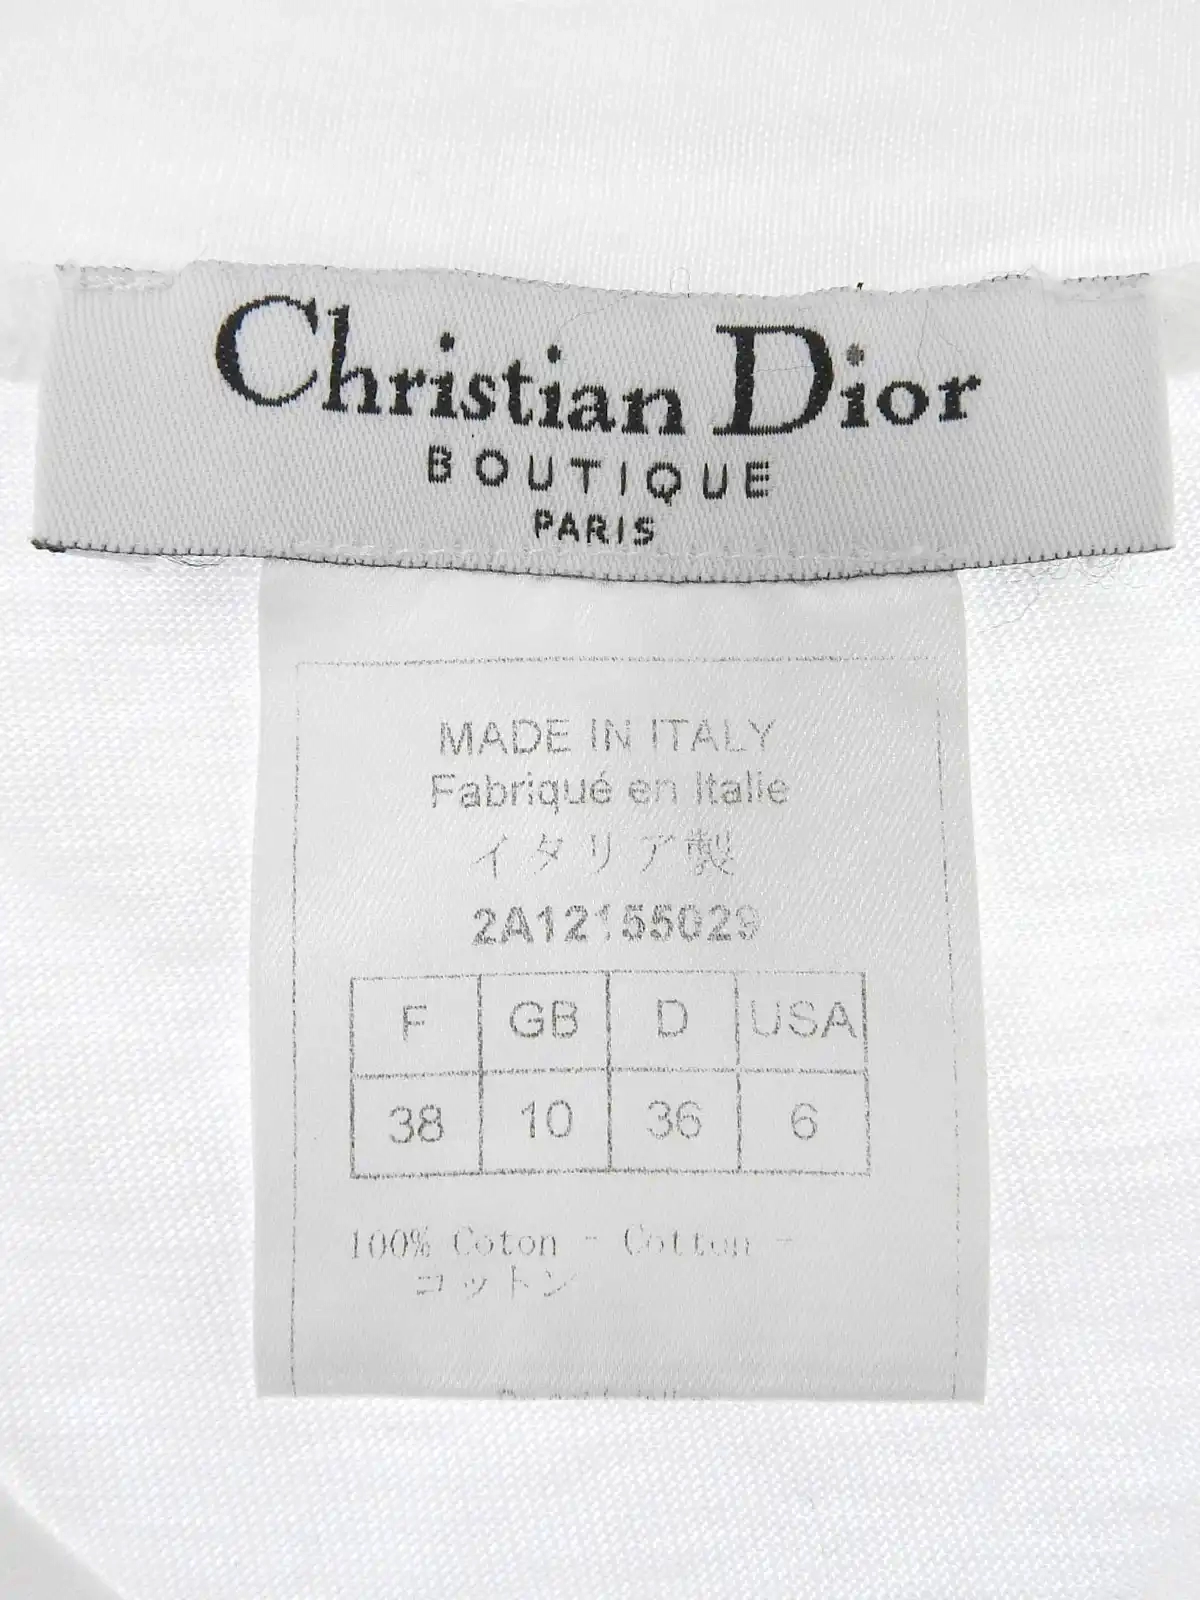 Christian Dior
BOUTIQUE
PARIS
MADE IN ITALY
Fabriqué en Italie
イタリア製
2A12155029
F GB D USA
38 10 36 6
100% Coton - Cotton -
コットン